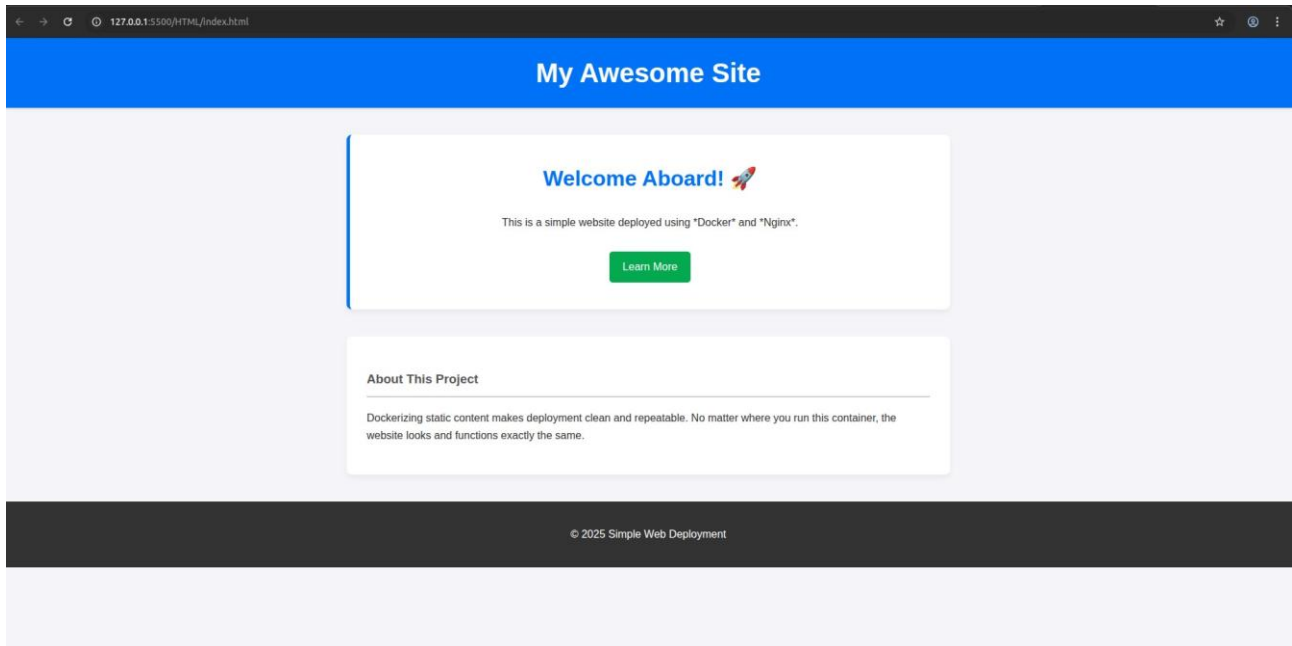 127.0.0.1:5500/HTML/index.html
My Awesome Site
Welcome Aboard! 🚀
This is a simple website deployed using *Docker* and *Nginx*.
Learn More
About This Project
Dockerizing static content makes deployment clean and repeatable. No matter where you run this container, the
website looks and functions exactly the same.
© 2025 Simple Web Deployment